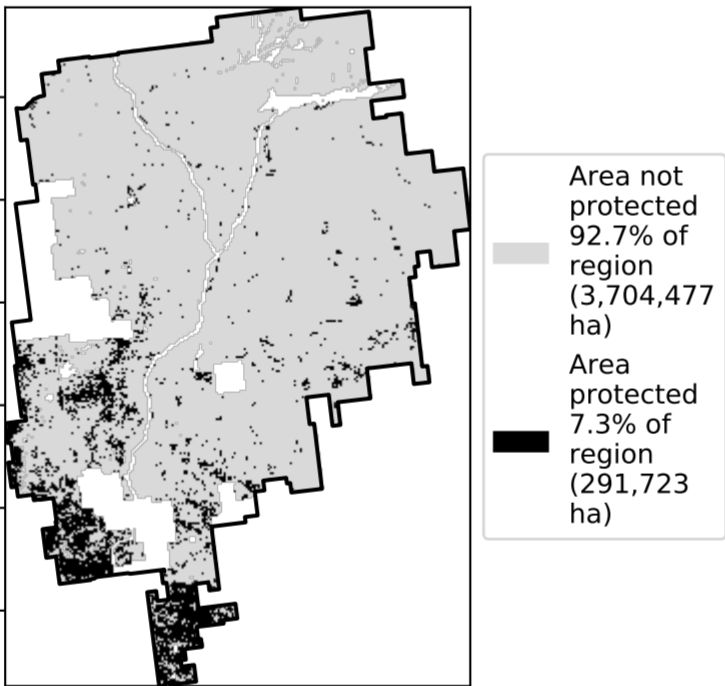 Area not
protected
92.7% of
region
(3,704,477
ha)
Area
protected
7.3% of
region
(291,723
ha)